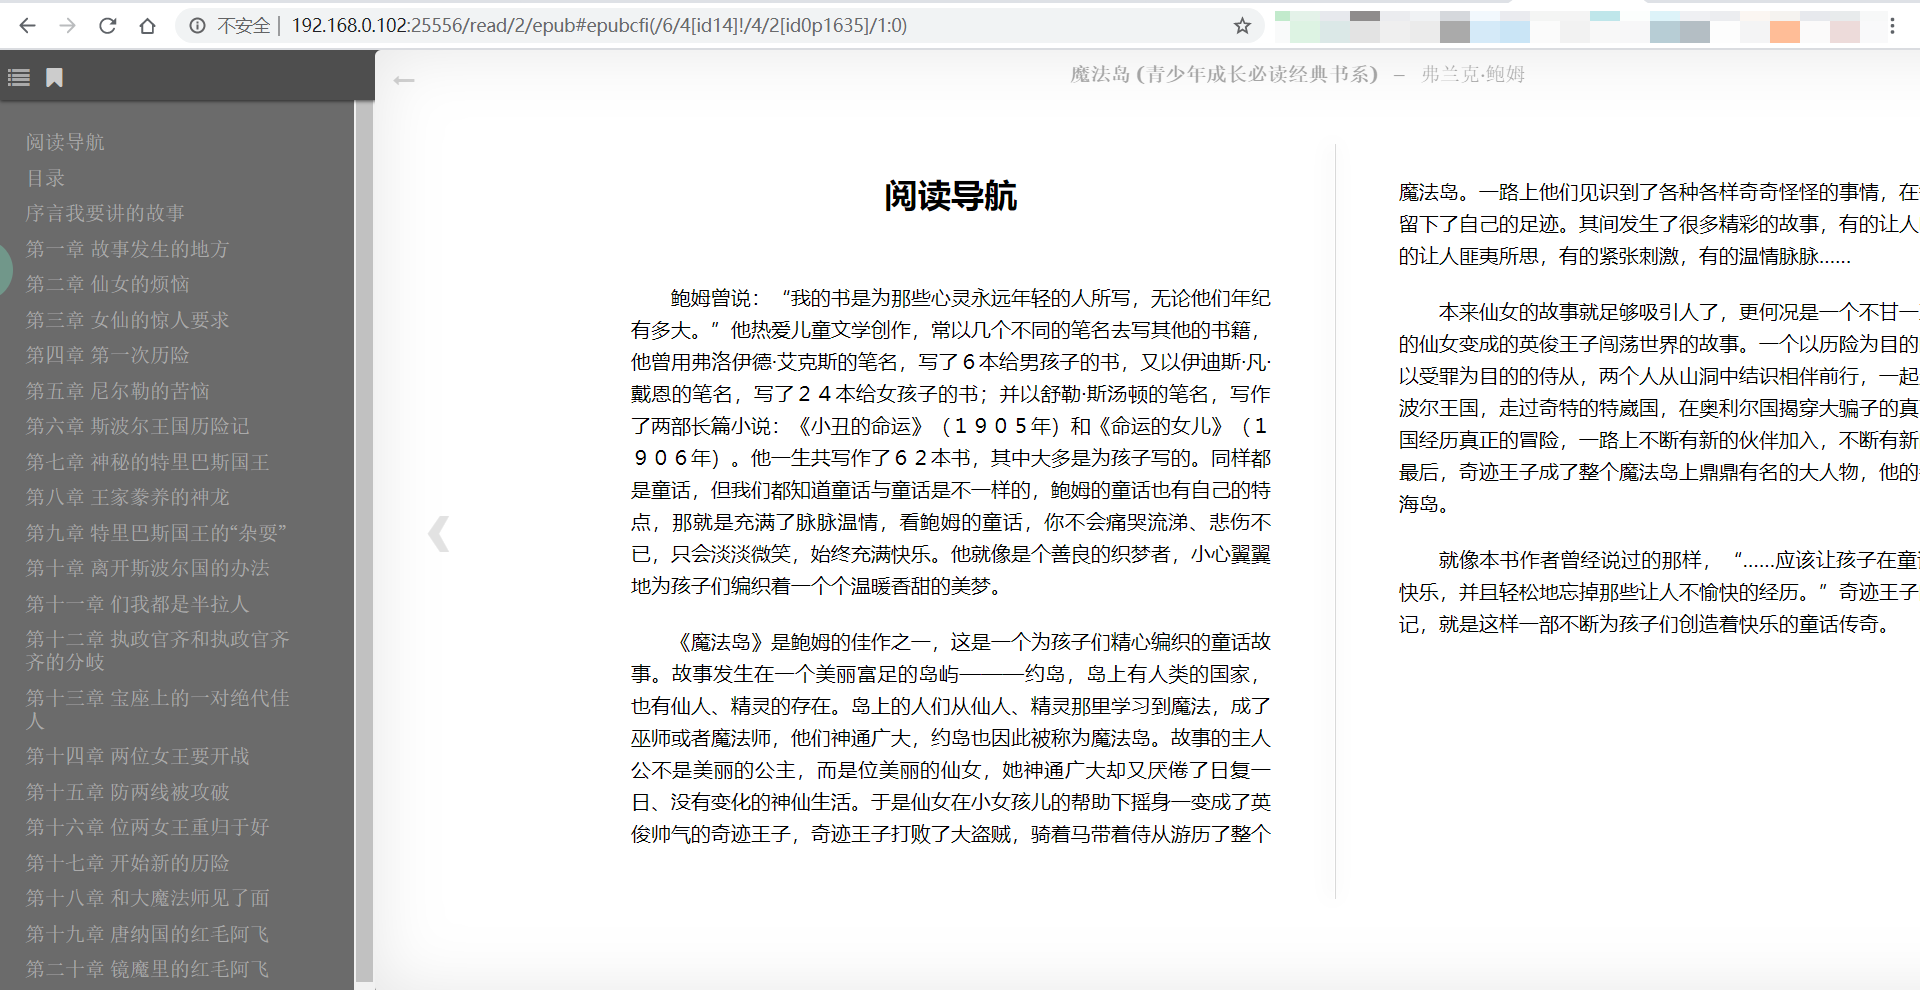 不安全 | 192.168.0.102:25556/read/2/epub#epubcfi(/6/4[id14]!/4/2[id0p1635]/1:0)
魔法岛 (青少年成长必读经典书系) – 弗兰克·鲍姆
阅读导航
目录
序言我要讲的故事
第一章 故事发生的地方
第二章 仙女的烦恼
第三章 女仙的惊人要求
第四章 第一次历险
第五章 尼尔勒的苦恼
第六章 斯波尔王国历险记
第七章 神秘的特里巴斯国王
第八章 王家豢养的神龙
第九章 特里巴斯国王的“杂耍”
第十章 离开斯波尔国的办法
第十一章 们我都是半拉人
第十二章 执政官齐和执政官齐
齐的分岐
第十三章 宝座上的一对绝代佳
人
第十四章 两位女王要开战
第十五章 防两线被攻破
第十六章 位两女王重归于好
第十七章 开始新的历险
第十八章 和大魔法师见了面
第十九章 唐纳国的红毛阿飞
第二十章 镜魔里的红毛阿飞
阅读导航
鲍姆曾说：“我的书是为那些心灵永远年轻的人所写，无论他们年纪
有多大。”他热爱儿童文学创作，常以几个不同的笔名去写其他的书籍，
他曾用弗洛伊德·艾克斯的笔名，写了６本给男孩子的书，又以伊迪斯·凡·
戴恩的笔名，写了２４本给女孩子的书；并以舒勒·斯汤顿的笔名，写作
了两部长篇小说：《小丑的命运》（１９０５年）和《命运的女儿》（１
９０６年）。他一生共写作了６２本书，其中大多是为孩子写的。同样都
是童话，但我们都知道童话与童话是不一样的，鲍姆的童话也有自己的特
点，那就是充满了脉脉温情，看鲍姆的童话，你不会痛哭流涕、悲伤不
已，只会淡淡微笑，始终充满快乐。他就像是个善良的织梦者，小心翼翼
地为孩子们编织着一个个温暖香甜的美梦。
《魔法岛》是鲍姆的佳作之一，这是一个为孩子们精心编织的童话故
事。故事发生在一个美丽富足的岛屿———约岛，岛上有人类的国家，
也有仙人、精灵的存在。岛上的人们从仙人、精灵那里学习到魔法，成了
巫师或者魔法师，他们神通广大，约岛也因此被称为魔法岛。故事的主人
公不是美丽的公主，而是位美丽的仙女，她神通广大却又厌倦了日复一
日、没有变化的神仙生活。于是仙女在小女孩儿的帮助下摇身一变成了英
俊帅气的奇迹王子，奇迹王子打败了大盗贼，骑着马带着侍从游历了整个
魔法岛。一路上他们见识到了各种各样奇奇怪怪的事情，在
留下了自己的足迹。其间发生了很多精彩的故事，有的让人
的让人匪夷所思，有的紧张刺激，有的温情脉脉……
本来仙女的故事就足够吸引人了，更何况是一个不甘一
的仙女变成的英俊王子闯荡世界的故事。一个以历险为目的
以受罪为目的的侍从，两个人从山洞中结识相伴前行，一起
波尔王国，走过奇特的特崴国，在奥利尔国揭穿大骗子的真
国经历真正的冒险，一路上不断有新的伙伴加入，不断有新
最后，奇迹王子成了整个魔法岛上鼎鼎有名的大人物，他的
海岛。
就像本书作者曾经说过的那样，“……应该让孩子在童
快乐，并且轻松地忘掉那些让人不愉快的经历。”奇迹王子
记，就是这样一部不断为孩子们创造着快乐的童话传奇。